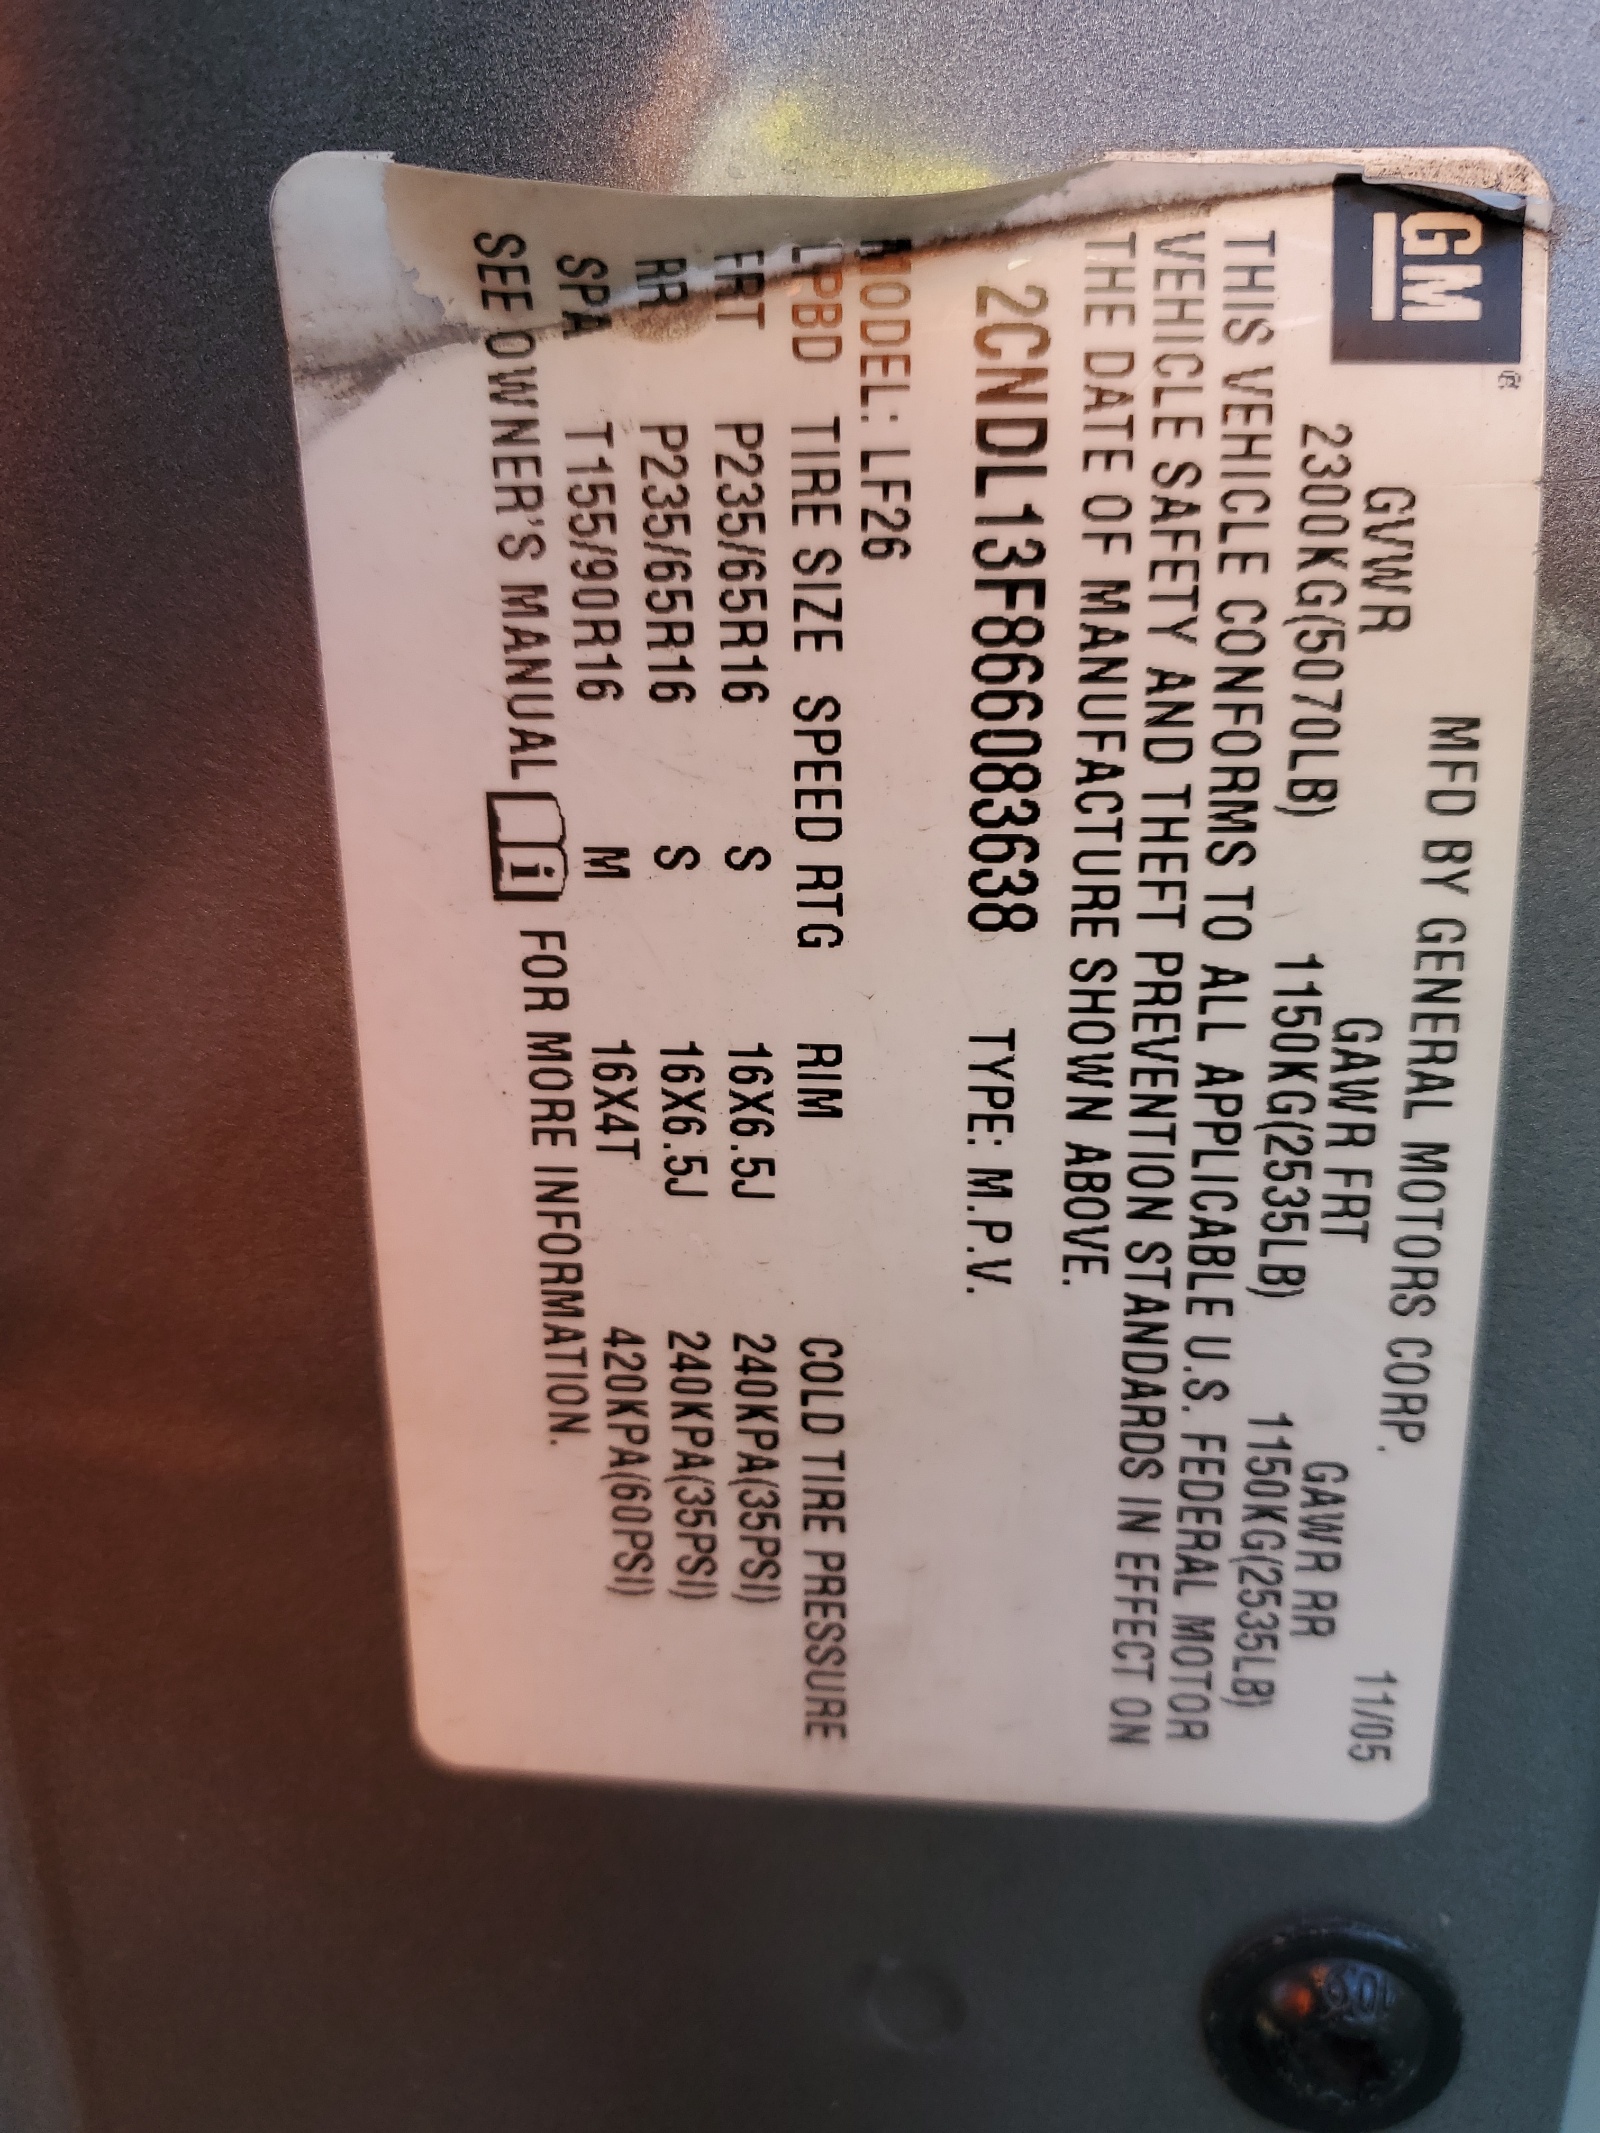 GM ®
MFD BY GENERAL MOTORS CORP. 11/05
GVWR GAWR FRT GAWR RR
2300KG(5070LB) 1150KG(2535LB) 1150KG(2535LB)
THIS VEHICLE CONFORMS TO ALL APPLICABLE U.S. FEDERAL MOTOR
VEHICLE SAFETY AND THEFT PREVENTION STANDARDS IN EFFECT ON
THE DATE OF MANUFACTURE SHOWN ABOVE.
2CNDL13F866083638 TYPE: M.P.V.
MODEL: LF26
LPBD TIRE SIZE SPEED RTG RIM COLD TIRE PRESSURE
FRT P235/65R16 S 16X6.5J 240KPA(35PSI)
RR P235/65R16 S 16X6.5J 240KPA(35PSI)
SPA T155/90R16 M 16X4T 420KPA(60PSI)
SEE OWNER'S MANUAL i FOR MORE INFORMATION.